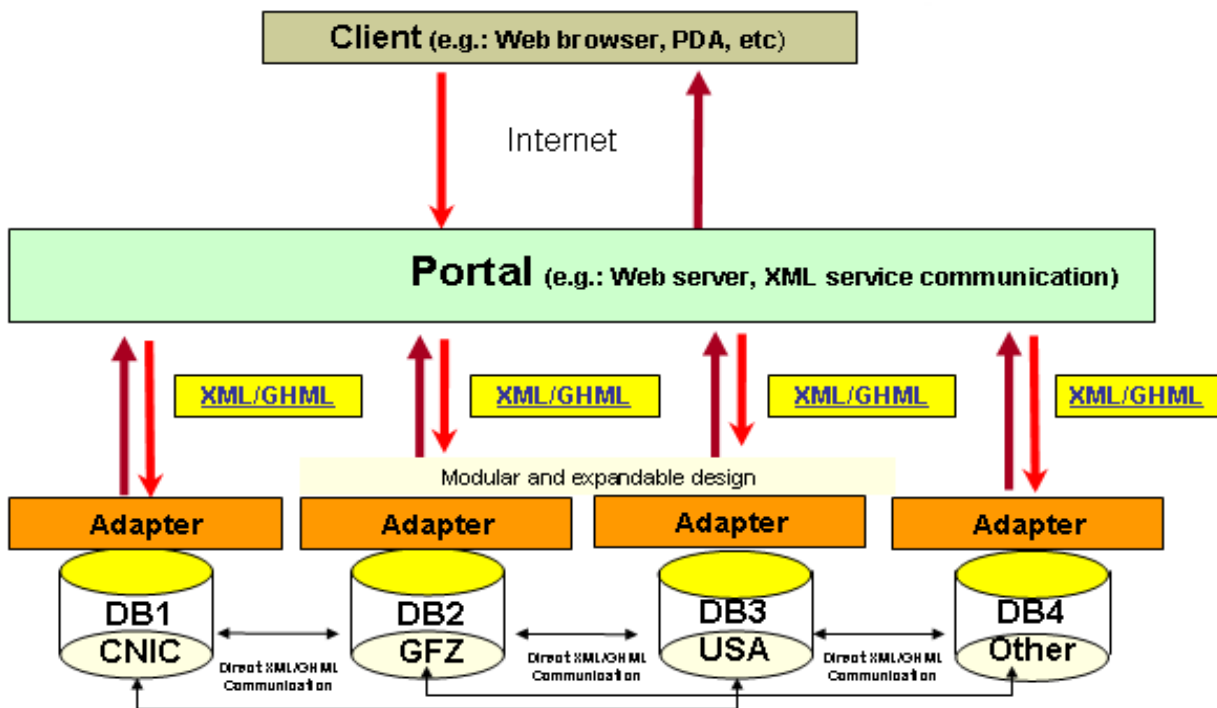 Client (e.g.: Web browser, PDA, etc)
Internet
Portal (e.g.: Web server, XML service communication)
XML/GHML
XML/GHML
XML/GHML
XML/GHML
Modular and expandable design
Adapter
Adapter
Adapter
Adapter
DB1
CNIC
DB2
GFZ
DB3
USA
DB4
Other
Direct XML/GHML
Communication
Direct XML/GHML
Communication
Direct XML/GHML
Communication